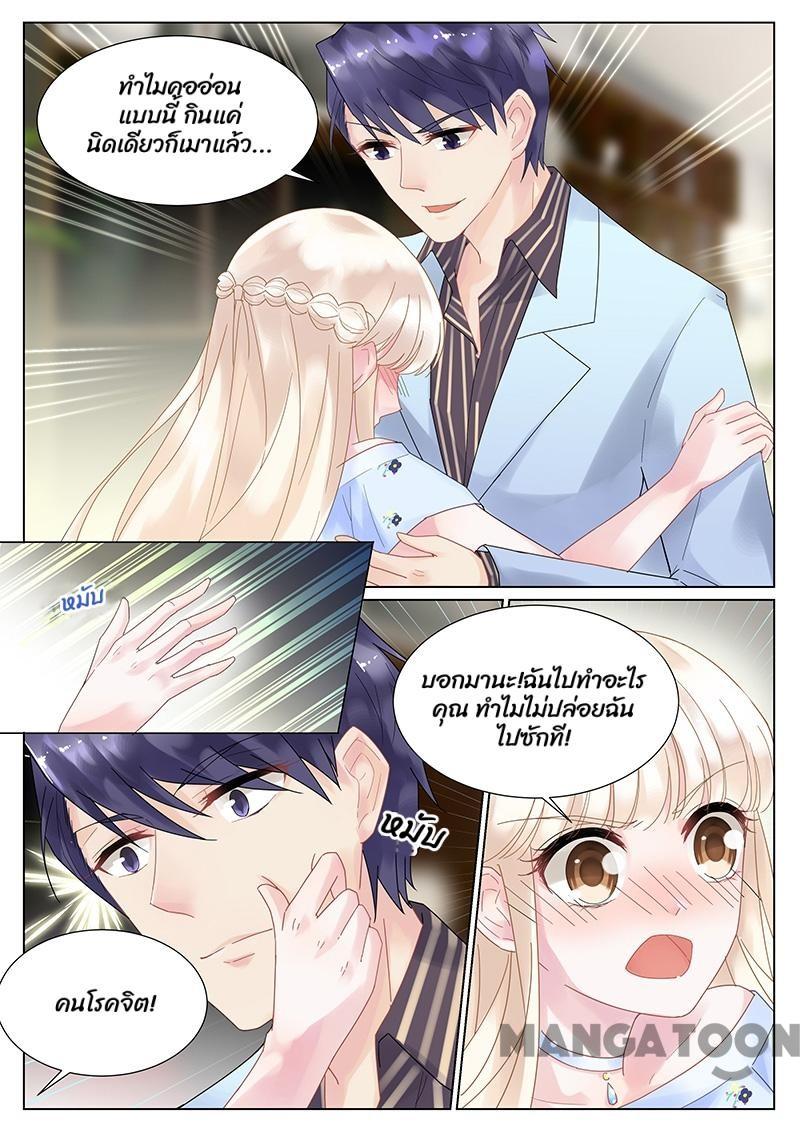 ทำไมคออ่อน
แบบนี้ กินแค่
นิดเดียวก็เมาแล้ว...
หมับ
บอกมานะ!ฉันไปทำอะไร
คุณ ทำไมไม่ปล่อยฉัน
ไปซักที!
หมับ
คนโรคจิต!
MANGATOON